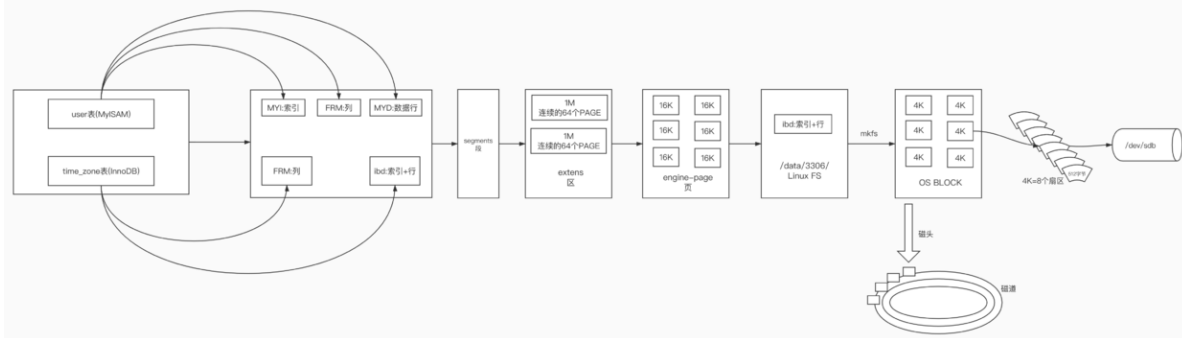 user表(MyISAM)
time_zone表(InnoDB)
MYI:索引
FRM:列
MYD:数据行
FRM:列
ibd:索引+行
segments
段
1M
连续的64个PAGE
1M
连续的64个PAGE
extens
区
16K
16K
16K
16K
16K
16K
engine-page
页
ibd:索引+行
/data/3306/
Linux FS
mkfs
4K
4K
4K
4K
4K
4K
OS BLOCK
512字节
4K=8个扇区
/dev/sdb
磁头
磁道